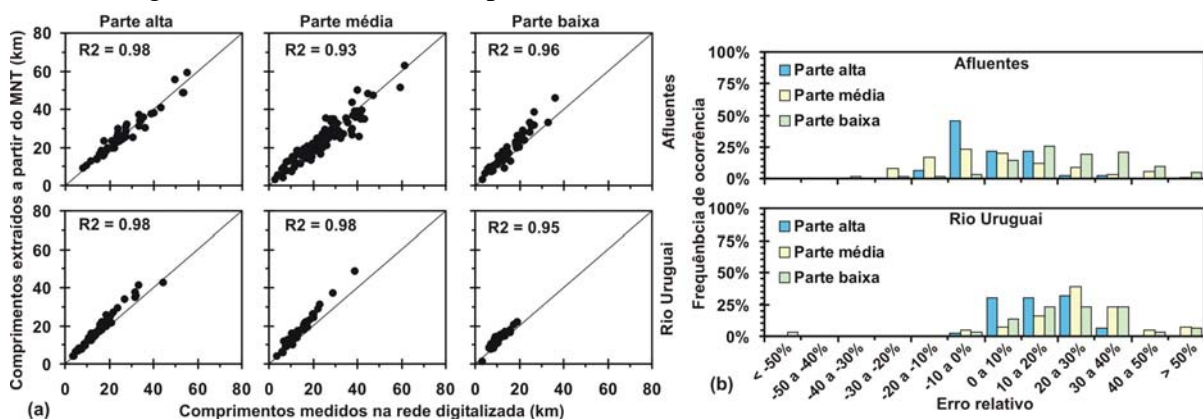 Parte alta
Parte média
Parte baixa
Comprimentos extraídos a partir do MNT (km)
80
60
40
20
0
R2 = 0.98
R2 = 0.93
R2 = 0.96
Afluentes
80
60
40
20
0
R2 = 0.98
R2 = 0.98
R2 = 0.95
Rio Uruguai
0 20 40 60 80
0 20 40 60 80
0 20 40 60 80
(a)
Comprimentos medidos na rede digitalizada (km)
Frequênbcia de ocorrência
100%
75%
50%
25%
0%
Afluentes
Parte alta
Parte média
Parte baixa
100%
75%
50%
25%
0%
Rio Uruguai
Parte alta
Parte média
Parte baixa
< -50%
-50 a -40%
-40 a -30%
-30 a -20%
-20 a -10%
-10 a 0%
0 a 10%
10 a 20%
20 a 30%
30 a 40%
40 a 50%
> 50%
(b)
Erro relativo